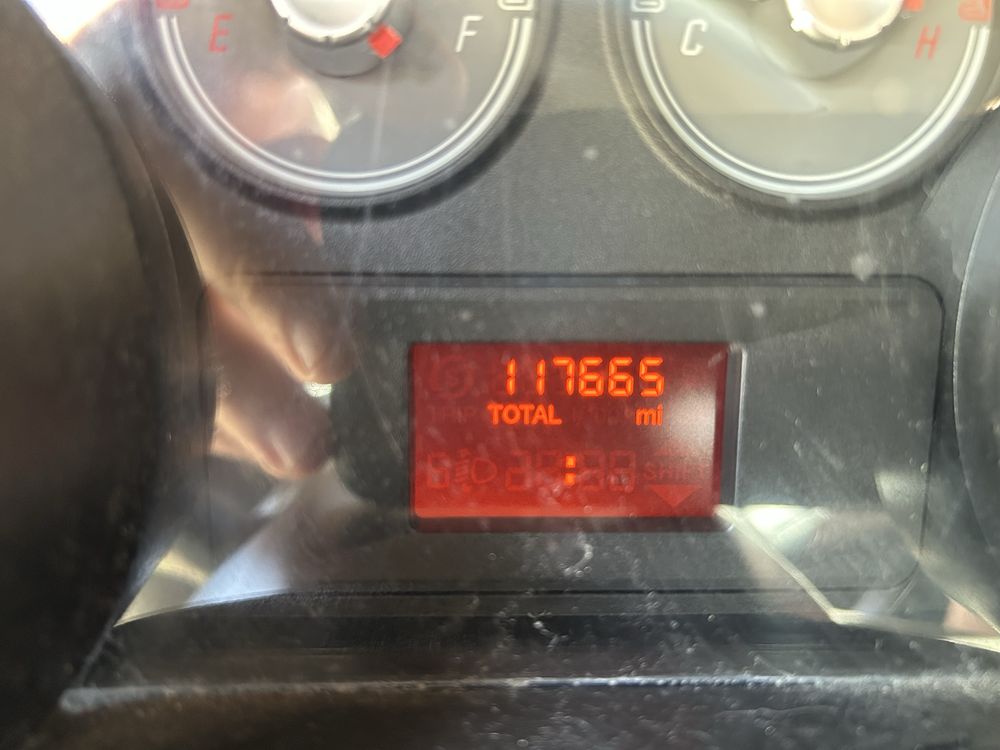 E F C H
117665
TOTAL mi
: